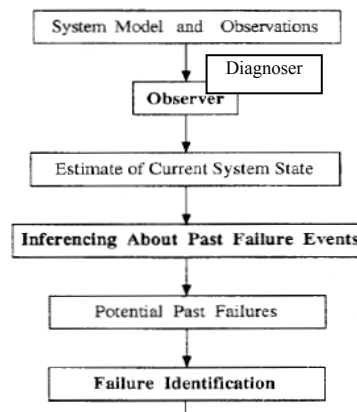 System Model and Observations
Diagnoser
Observer
Estimate of Current System State
Inferencing About Past Failure Events
Potential Past Failures
Failure Identification